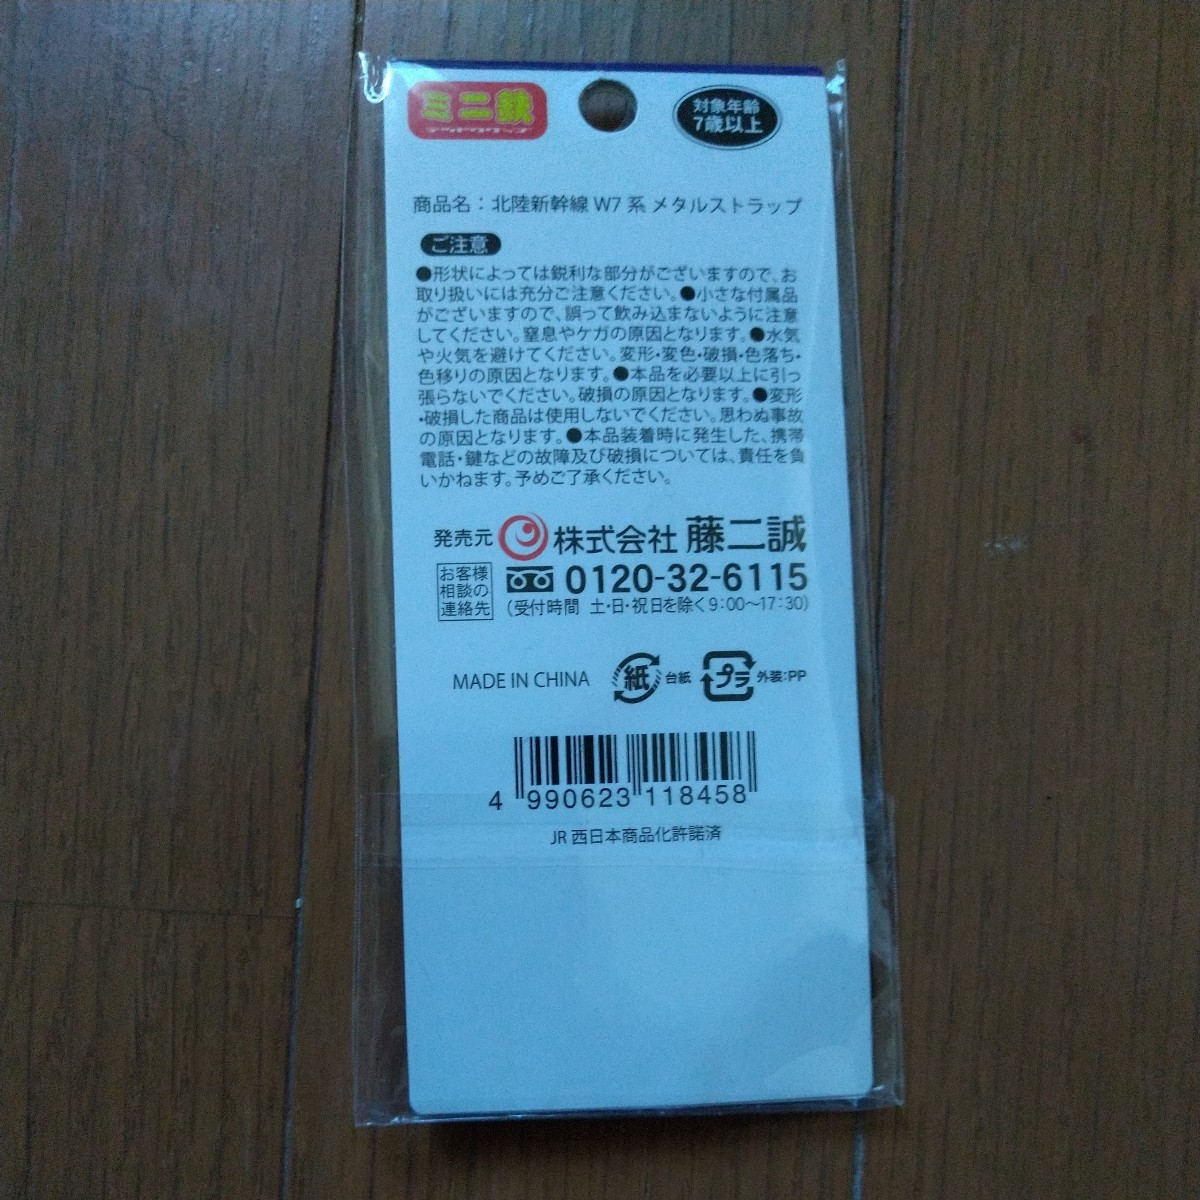 ミニ鉄
対象年齢
7歳以上
商品名：北陸新幹線 W7 系 メタルストラップ
ご注意
●形状によっては鋭利な部分がございますので、お
取り扱いには充分ご注意ください。●小さな付属品
がございますので、誤って飲み込まないように注意
してください。窒息やケガの原因となります。●水気
や火気を避けてください。変形・変色・破損・色落ち・
色移りの原因となります。●本品を必要以上に引っ
張らないでください。破損の原因となります。●変形
・破損した商品は使用しないでください。思わぬ事故
の原因となります。●本品装着時に発生した、携帯
電話・鍵などの故障及び破損については、責任を負
いかねます。予めご了承ください。
発売元 株式会社 藤二誠
お客様
相談の
連絡先
0120-32-6115
（受付時間 土・日・祝日を除く9：00〜17：30）
MADE IN CHINA 紙 台紙 プラ 外装：PP
4 990623 118458
JR 西日本商品化許諾済